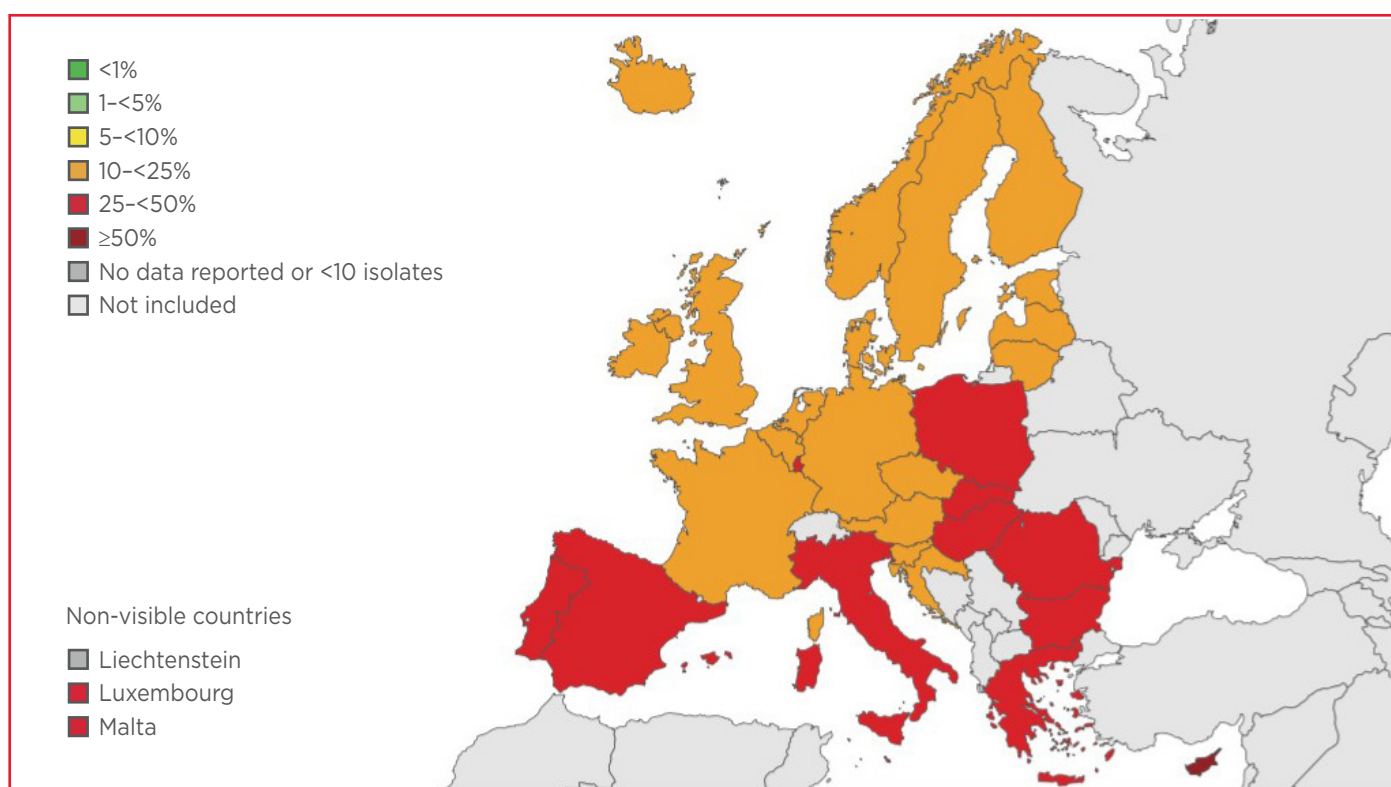 <1%
1–<5%
5–<10%
10–<25%
25–<50%
≥50%
No data reported or <10 isolates
Not included
Non-visible countries
Liechtenstein
Luxembourg
Malta